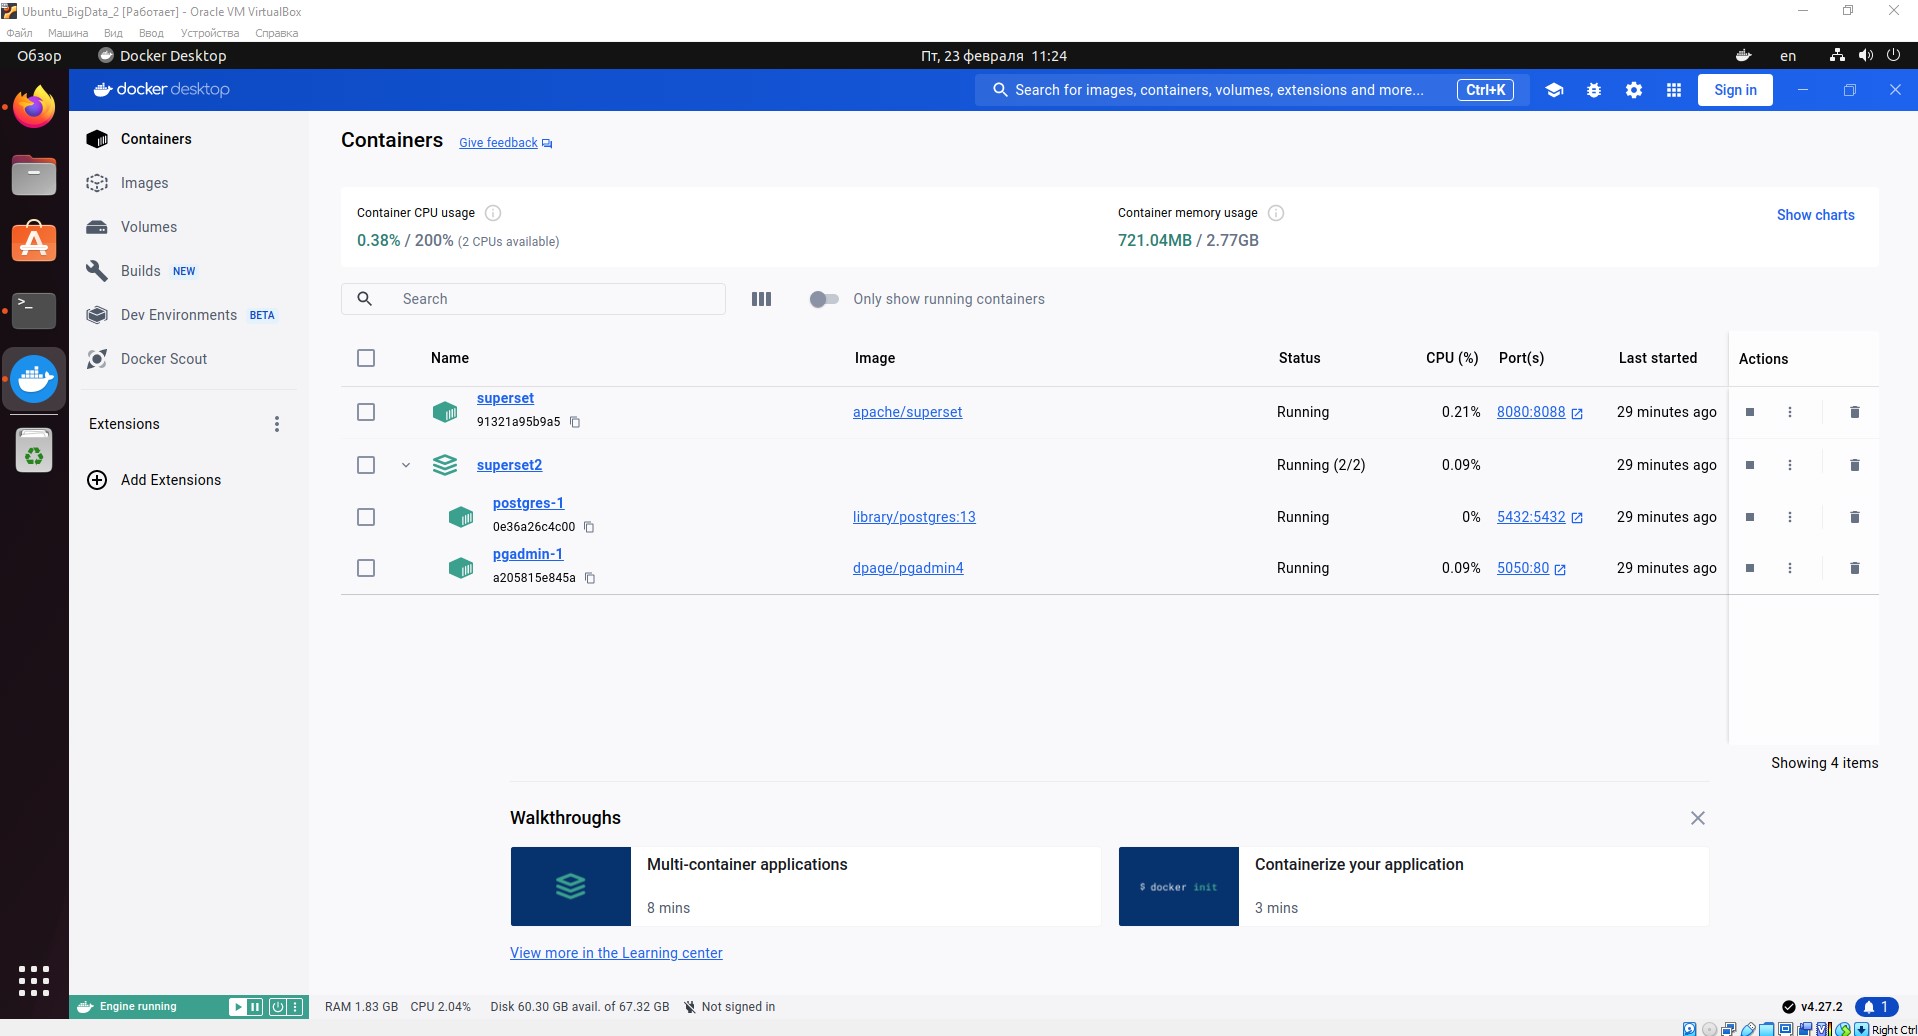 Ubuntu_BigData_2 [Работает] - Oracle VM VirtualBox
Файл Машина Вид Ввод Устройства Справка
Обзор Docker Desktop Пт, 23 февраля 11:24 en
docker desktop Search for images, containers, volumes, extensions and more... Ctrl+K Sign in
Containers
Images
Volumes
Builds NEW
Dev Environments BETA
Docker Scout
Extensions
Add Extensions
Containers Give feedback
Container CPU usage
0.38% / 200% (2 CPUs available)
Container memory usage
721.04MB / 2.77GB
Show charts
Search Only show running containers
Name Image Status CPU (%) Port(s) Last started Actions
superset
91321a95b9a5 apache/superset Running 0.21% 8080:8088 29 minutes ago
superset2 Running (2/2) 0.09% 29 minutes ago
postgres-1
0e36a26c4c00 library/postgres:13 Running 0% 5432:5432 29 minutes ago
pgadmin-1
a205815e845a dpage/pgadmin4 Running 0.09% 5050:80 29 minutes ago
Showing 4 items
Walkthroughs
Multi-container applications
8 mins
$ docker init
Containerize your application
3 mins
View more in the Learning center
Engine running RAM 1.83 GB CPU 2.04% Disk 60.30 GB avail. of 67.32 GB Not signed in v4.27.2 1
Right Ctrl